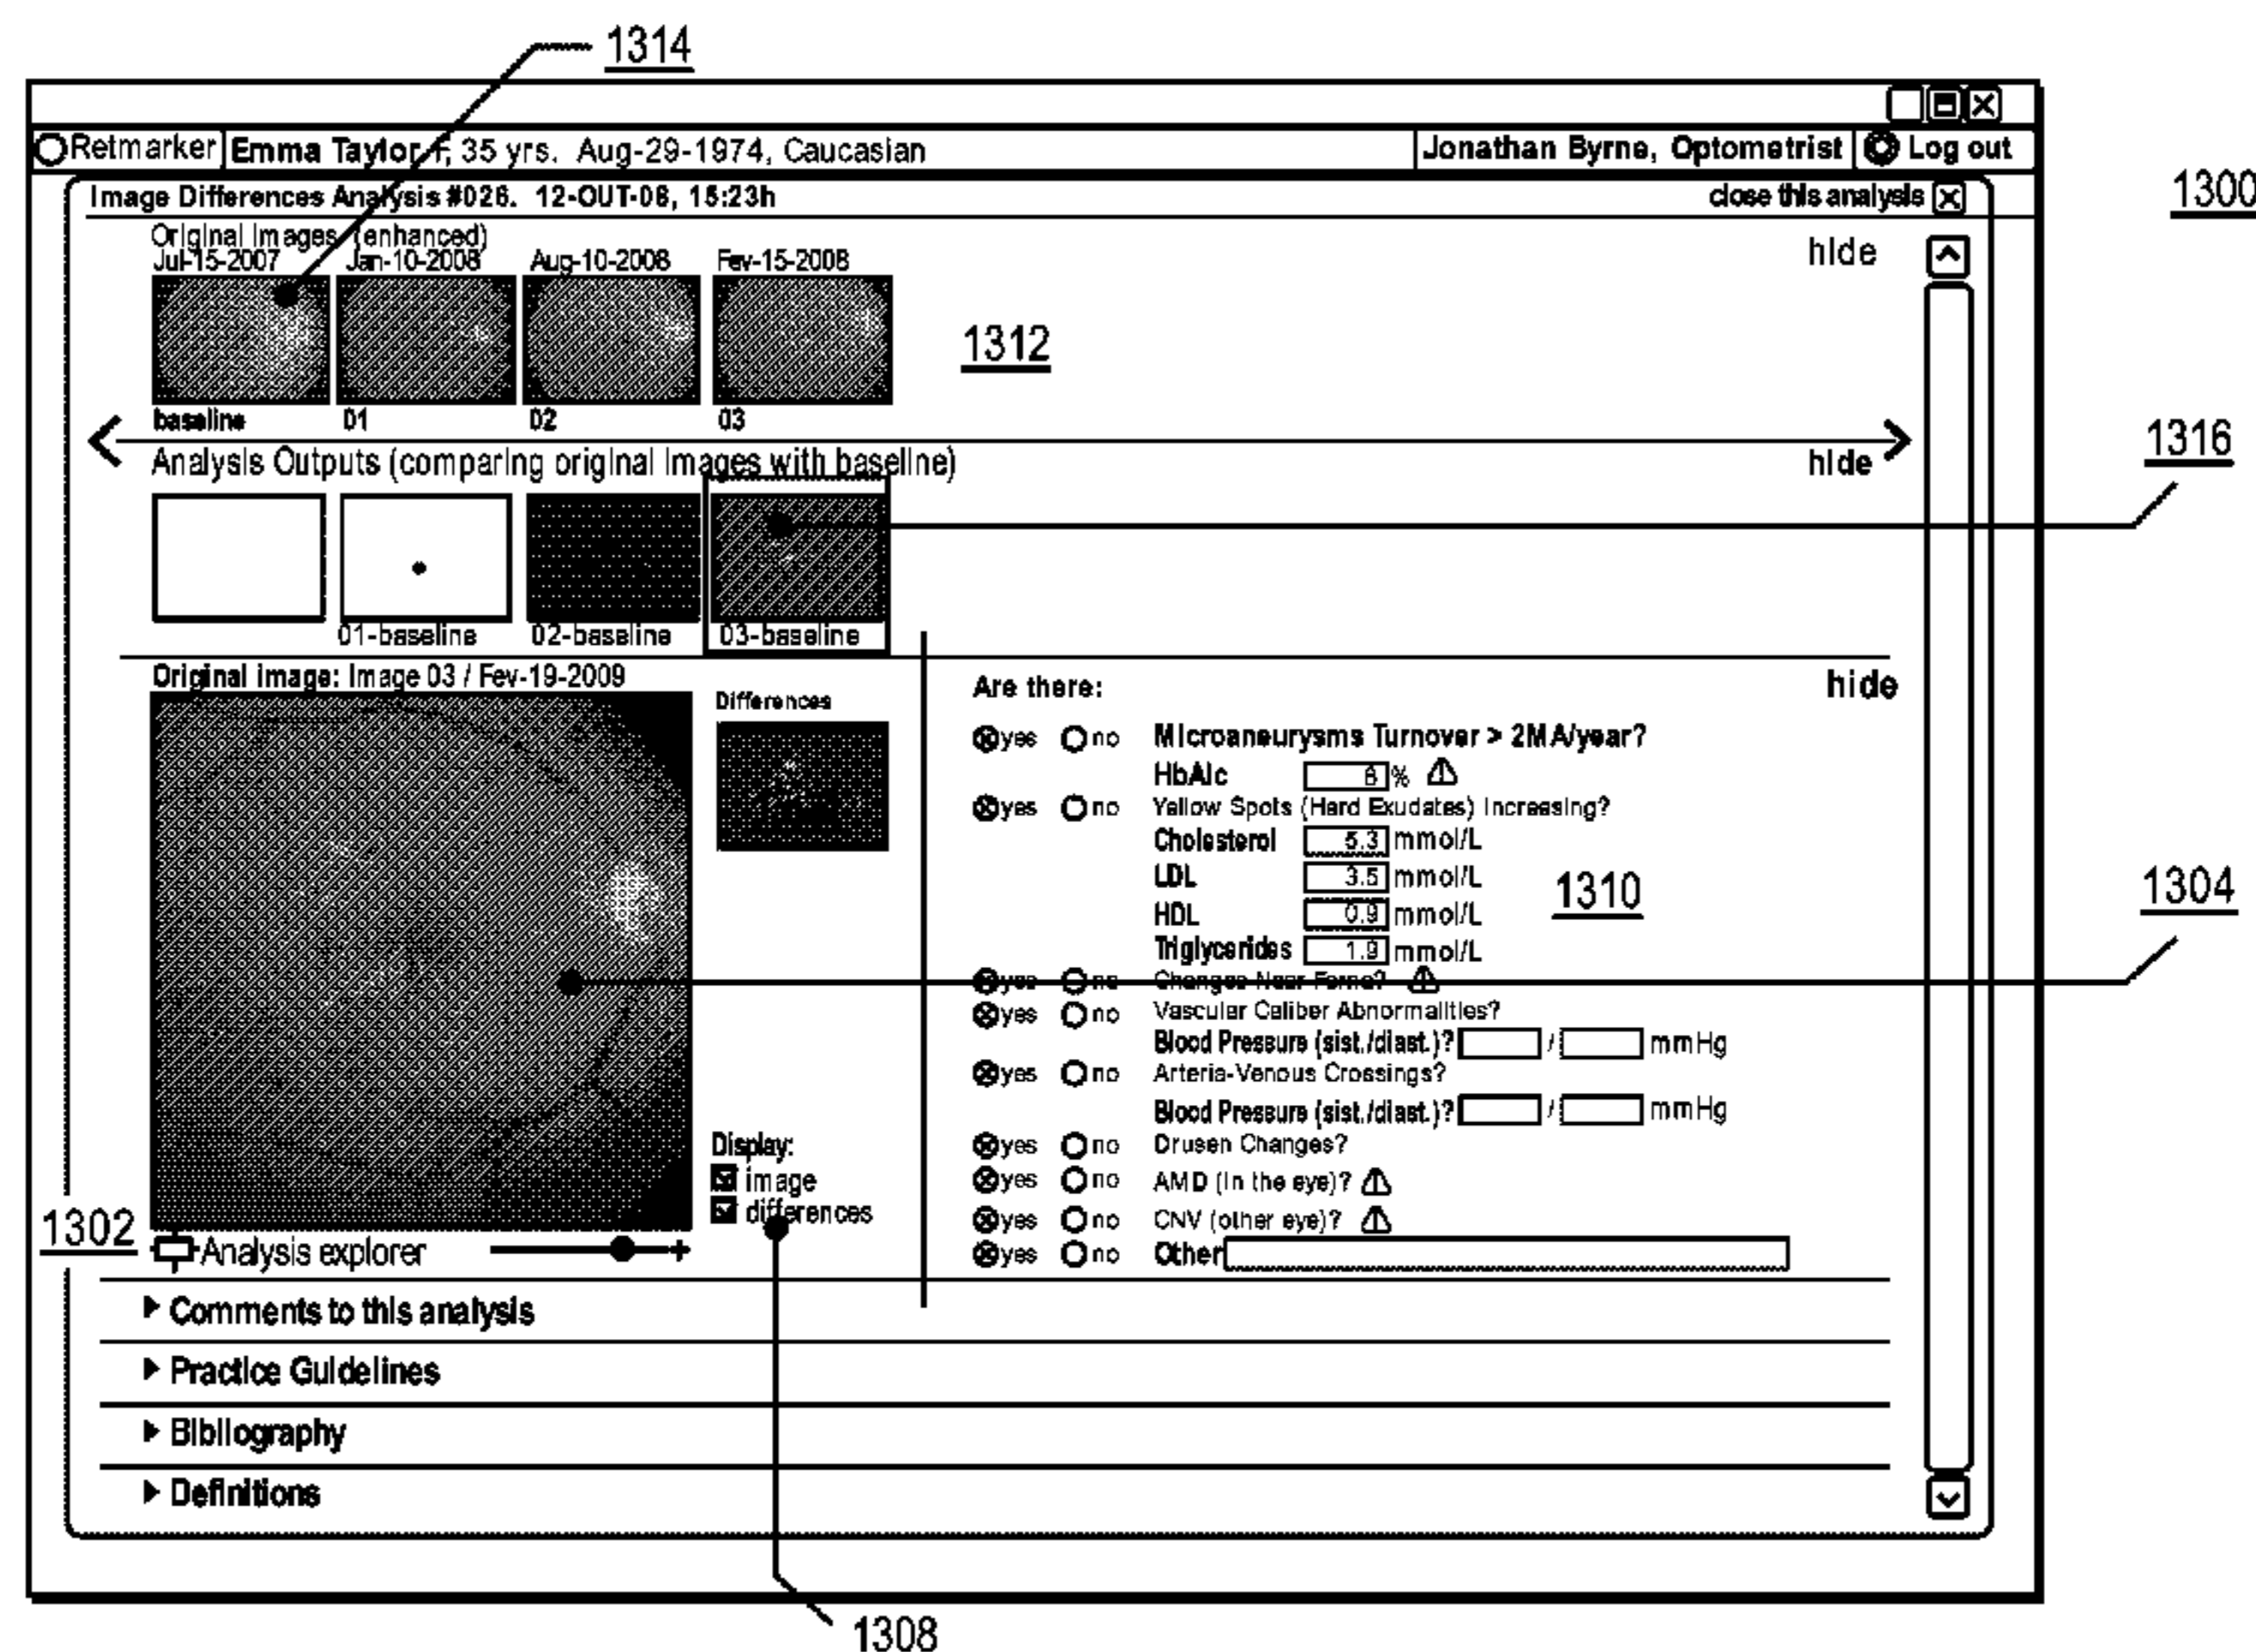 1314
Retmarker Emma Taylor F, 35 yrs. Aug-29-1974, Caucasian Jonathan Byrne, Optometrist Log out
1300
Image Differences Analysis #026. 12-OUT-08, 15:23h close this analysis
Original Images (enhanced) hide
Jul-15-2007 Jan-10-2008 Aug-10-2008 Fev-15-2008
1312
baseline 01 02 03
1316
Analysis Outputs (comparing original images with baseline) hide
01-baseline 02-baseline 03-baseline
Original image: Image 03 / Fev-19-2009
Differences
Are there: hide
yes no Microaneurysms Turnover > 2MA/year?
HbAlc 6 %
yes no Yellow Spots (Hard Exudates) Increasing?
Cholesterol 5.3 mmol/L
LDL 3.5 mmol/L
1310
1304
HDL 0.9 mmol/L
Triglycerides 1.9 mmol/L
yes no Changes Near
yes no Vascular Caliber Abnormalities?
Blood Pressure (sist./diast.)? / mmHg
yes no Arteria-Venous Crossings?
Blood Pressure (sist./diast.)? / mmHg
yes no Drusen Changes?
yes no AMD (in the eye)?
yes no CNV (other eye)?
yes no Other
Display:
image
differences
1302
Analysis explorer +
Comments to this analysis
Practice Guidelines
Bibliography
Definitions
1308